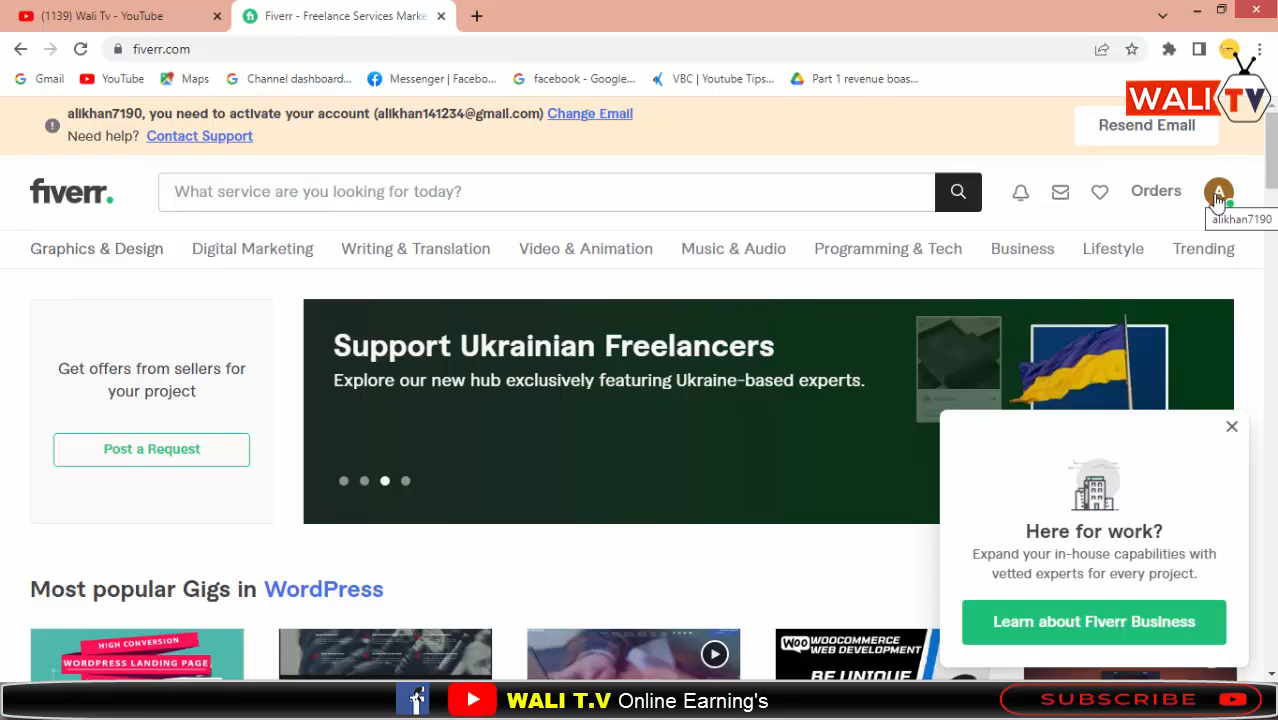 (1139) Wali Tv - YouTube
Fiverr - Freelance Services Marke
fiverr.com
Gmail
YouTube
Maps
Channel dashboard...
Messenger | Facebo...
facebook - Google...
VBC | Youtube Tips...
Part 1 revenue boas...
WALI TV
alikhan7190, you need to activate your account (alikhan141234@gmail.com) Change Email
Need help? Contact Support
Resend Email
fiverr.
What service are you looking for today?
Orders
A
alikhan7190
Graphics & Design
Digital Marketing
Writing & Translation
Video & Animation
Music & Audio
Programming & Tech
Business
Lifestyle
Trending
Get offers from sellers for
your project
Post a Request
Support Ukrainian Freelancers
Explore our new hub exclusively featuring Ukraine-based experts.
Here for work?
Expand your in-house capabilities with
vetted experts for every project.
Learn about Fiverr Business
Most popular Gigs in WordPress
HIGH CONVERSION
WORDPRESS LANDING PAGE
WOO WOOCOMMERCE
WEB DEVELOPMENT
BE UNIQUE
WALI T.V Online Earning's
SUBSCRIBE